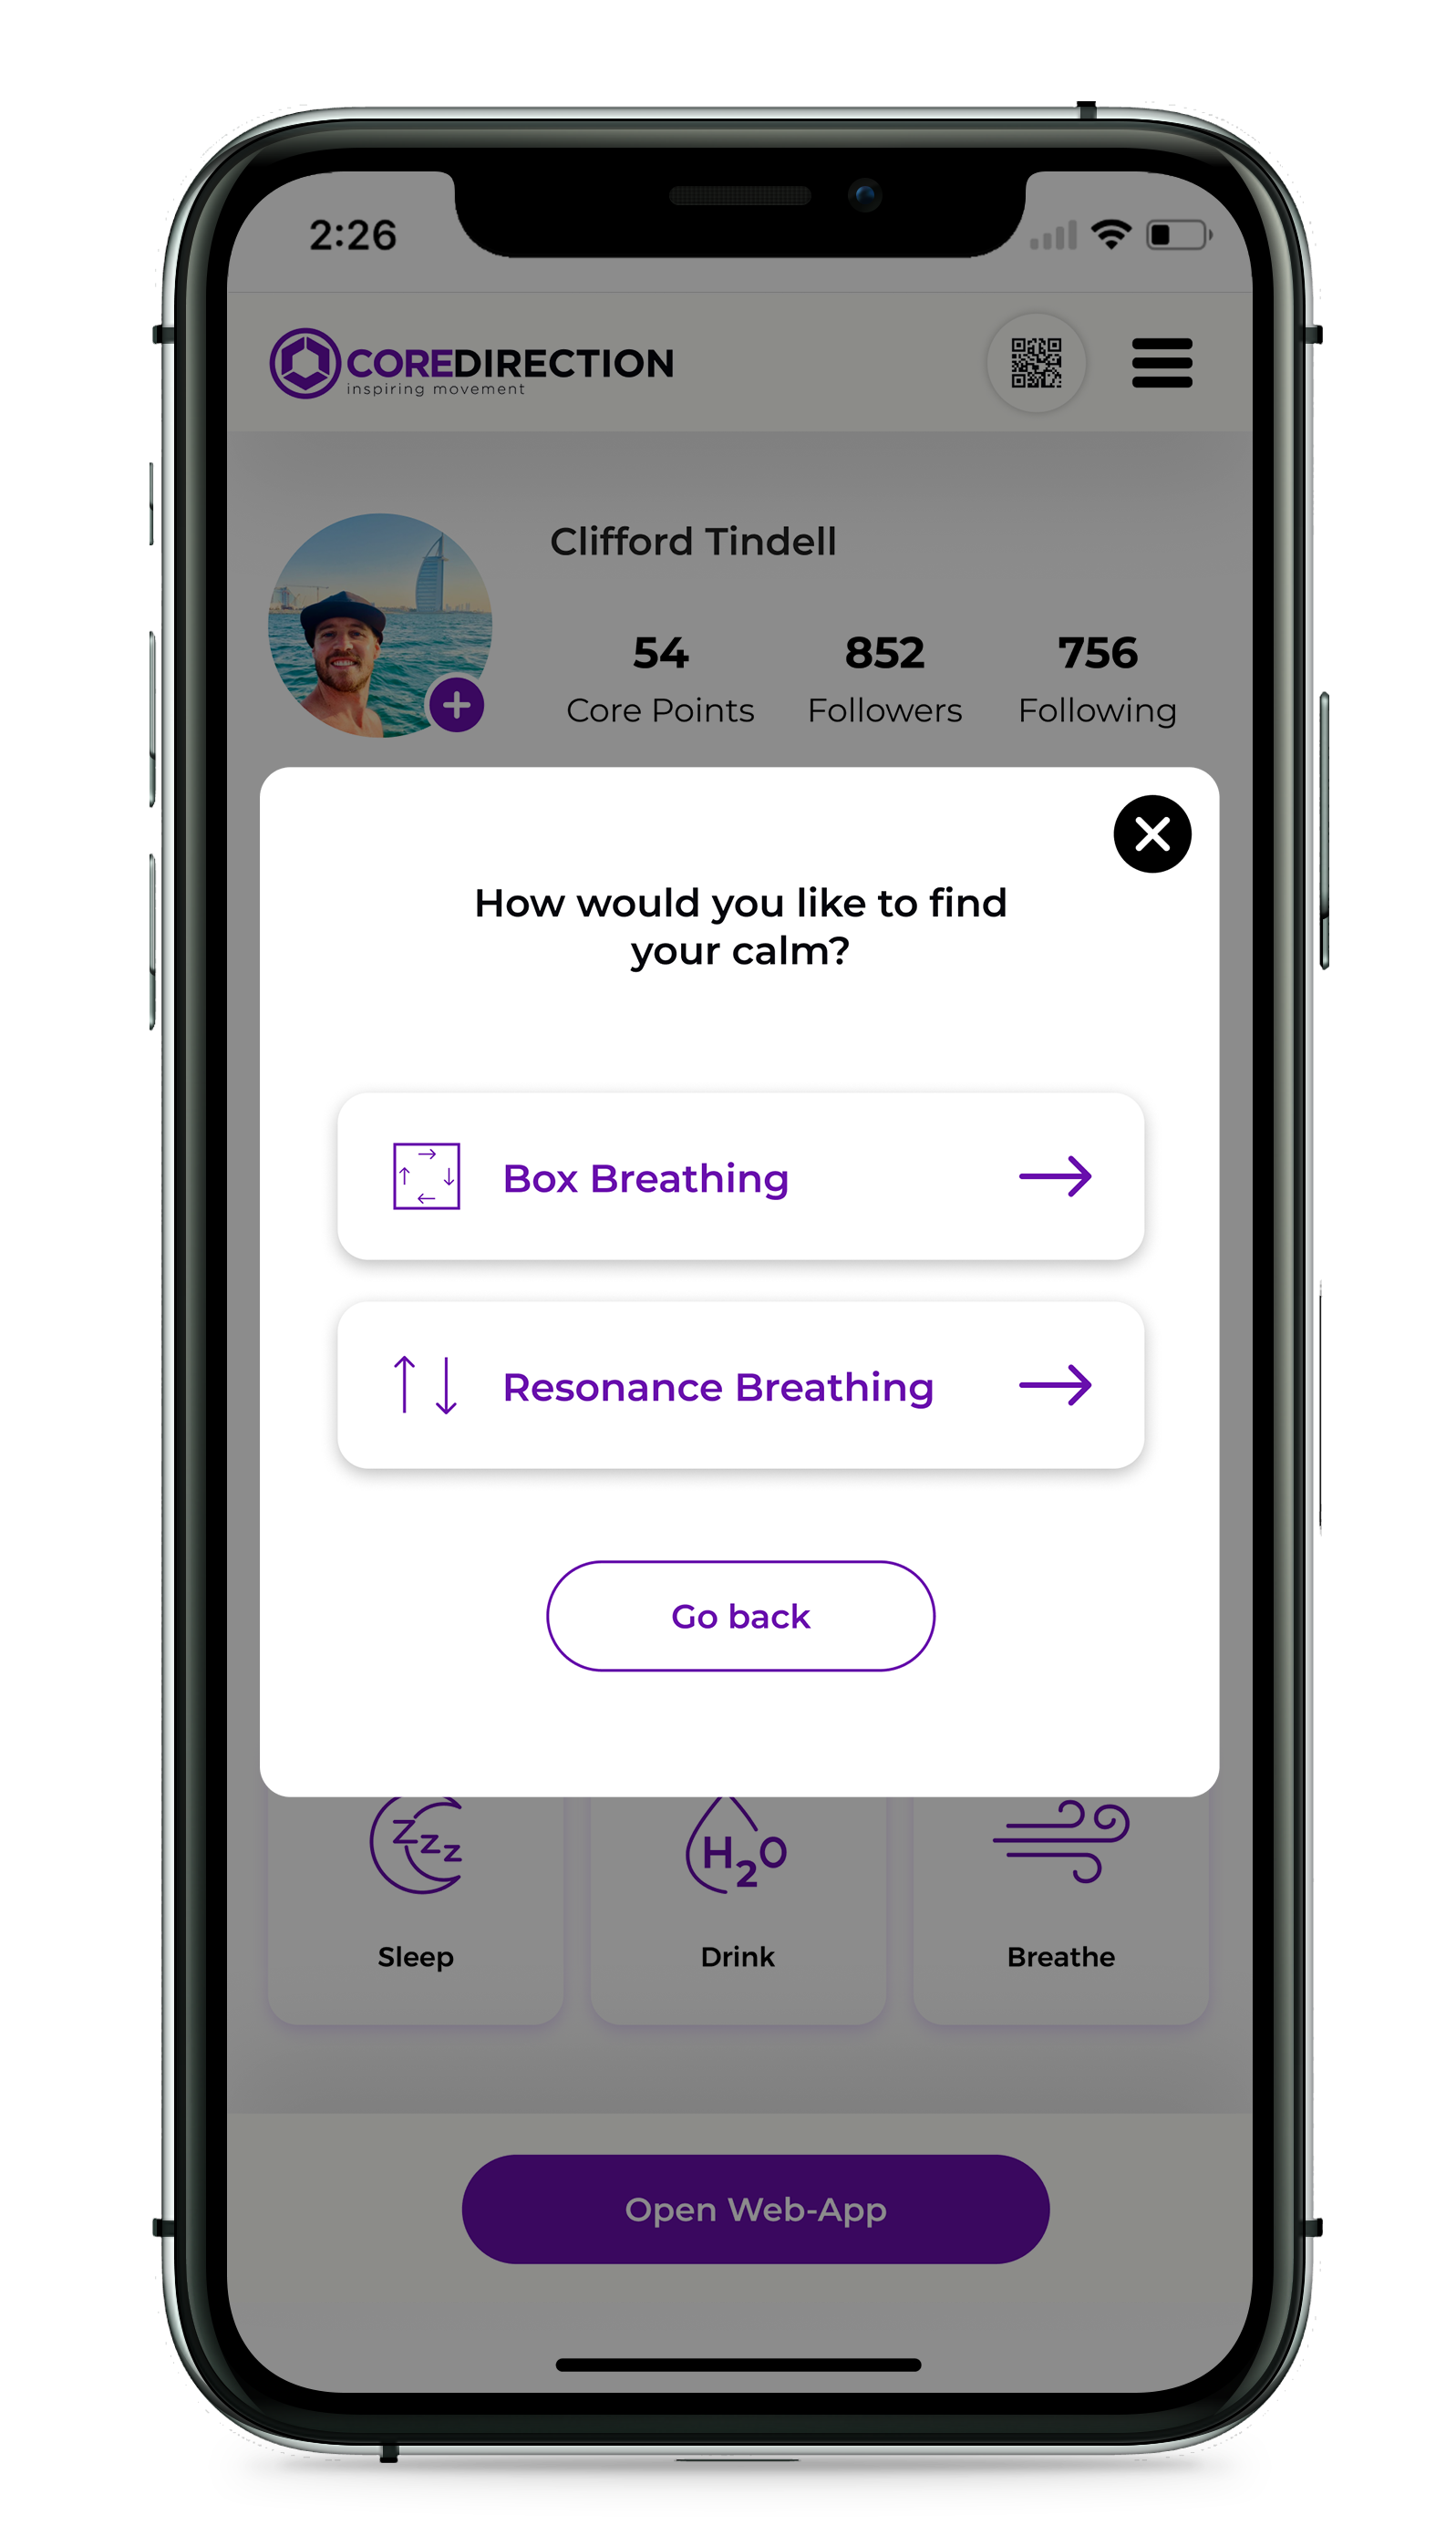 2:26
COREDIRECTION
inspiring movement
Clifford Tindell
54 852 756
Core Points Followers Following
How would you like to find
your calm?
Box Breathing
Resonance Breathing
Go back
z z z H₂O
Sleep Drink Breathe
Open Web-App